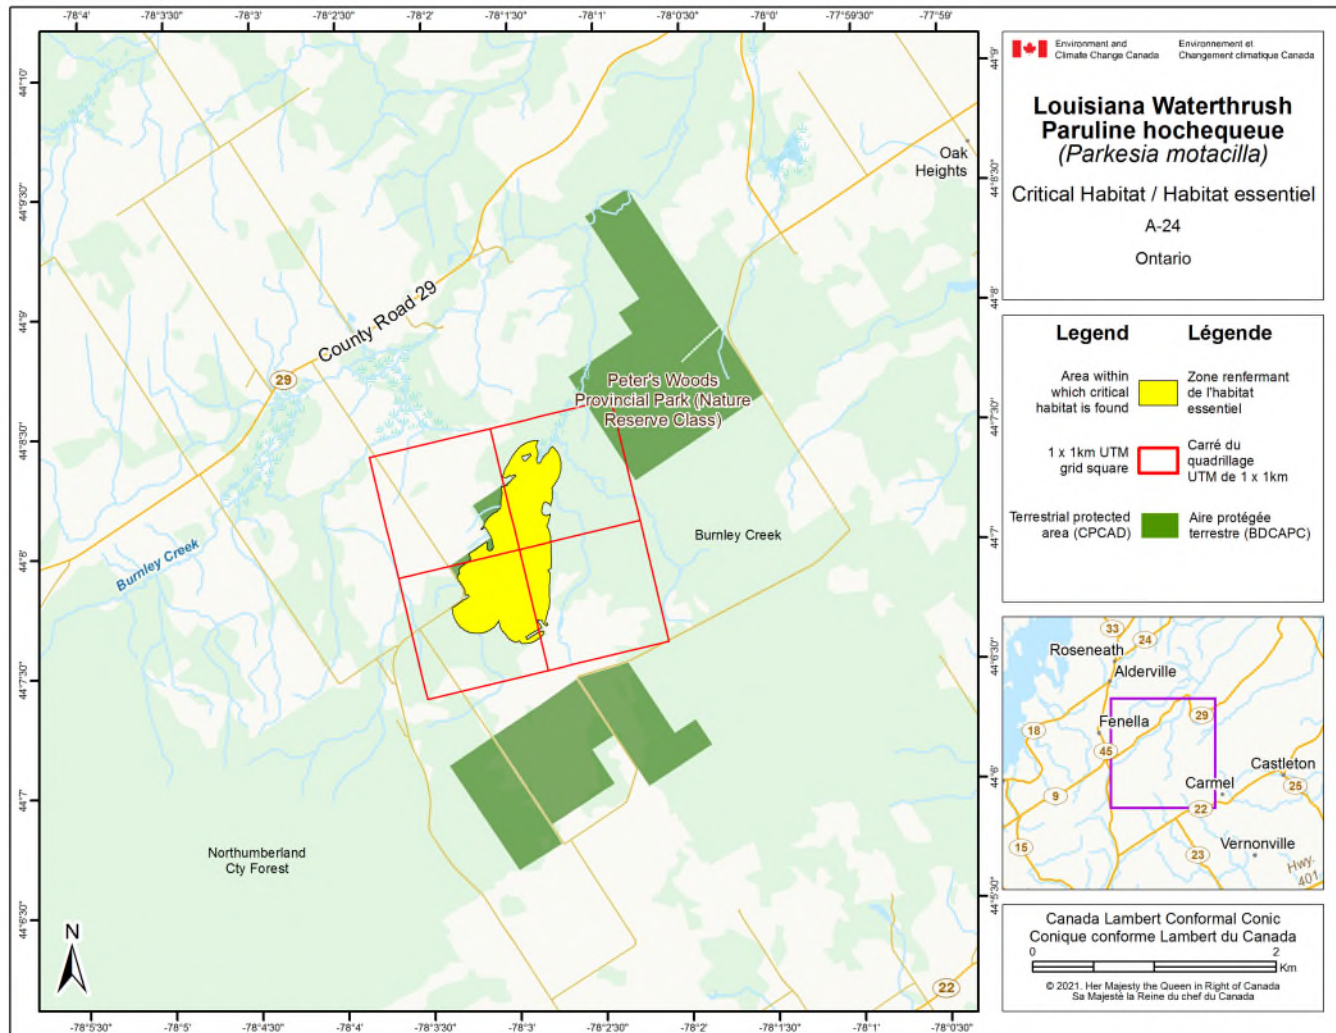 -78°4'
-78°3'30"
-78°3'
-78°2'30"
-78°2'
-78°1'30"
-78°1'
-78°0'30"
-78°0'
-77°59'30"
-77°59'
44°10'
44°9'30"
44°9'
44°8'30"
44°8'
44°7'30"
44°7'
44°6'30"
Oak
Heights
County Road 29
29
Peter's Woods
Provincial Park (Nature
Reserve Class)
Burnley Creek
Burnley Creek
Northumberland
Cty Forest
22
N
44°9'
44°8'30"
44°8'
44°7'30"
44°7'
44°6'30"
44°6'
44°5'30"
-78°5'30"
-78°5'
-78°4'30"
-78°4'
-78°3'30"
-78°3'
-78°2'30"
-78°2'
-78°1'30"
-78°1'
-78°0'30"
Environment and
Climate Change Canada
Environnement et
Changement climatique Canada
Louisiana Waterthrush
Paruline hochequeue
(Parkesia motacilla)
Critical Habitat / Habitat essentiel
A-24
Ontario
Legend
Légende
Area within
which critical
habitat is found
Zone renfermant
de l'habitat
essentiel
1 x 1km UTM
grid square
Carré du
quadrillage
UTM de 1 x 1km
Terrestrial protected
area (CPCAD)
Aire protégée
terrestre (BDCAPC)
33
24
Roseneath
Alderville
29
Fenella
18
45
Castleton
Carmel
25
9
22
15
23
Vernonville
Hwy.
401
Canada Lambert Conformal Conic
Conique conforme Lambert du Canada
0 2
Km
© 2021. Her Majesty the Queen in Right of Canada
Sa Majesté la Reine du chef du Canada